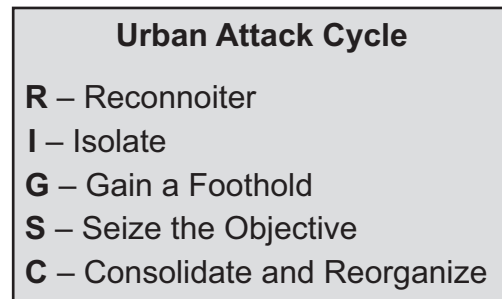 Urban Attack Cycle
R – Reconnoiter
I – Isolate
G – Gain a Foothold
S – Seize the Objective
C – Consolidate and Reorganize